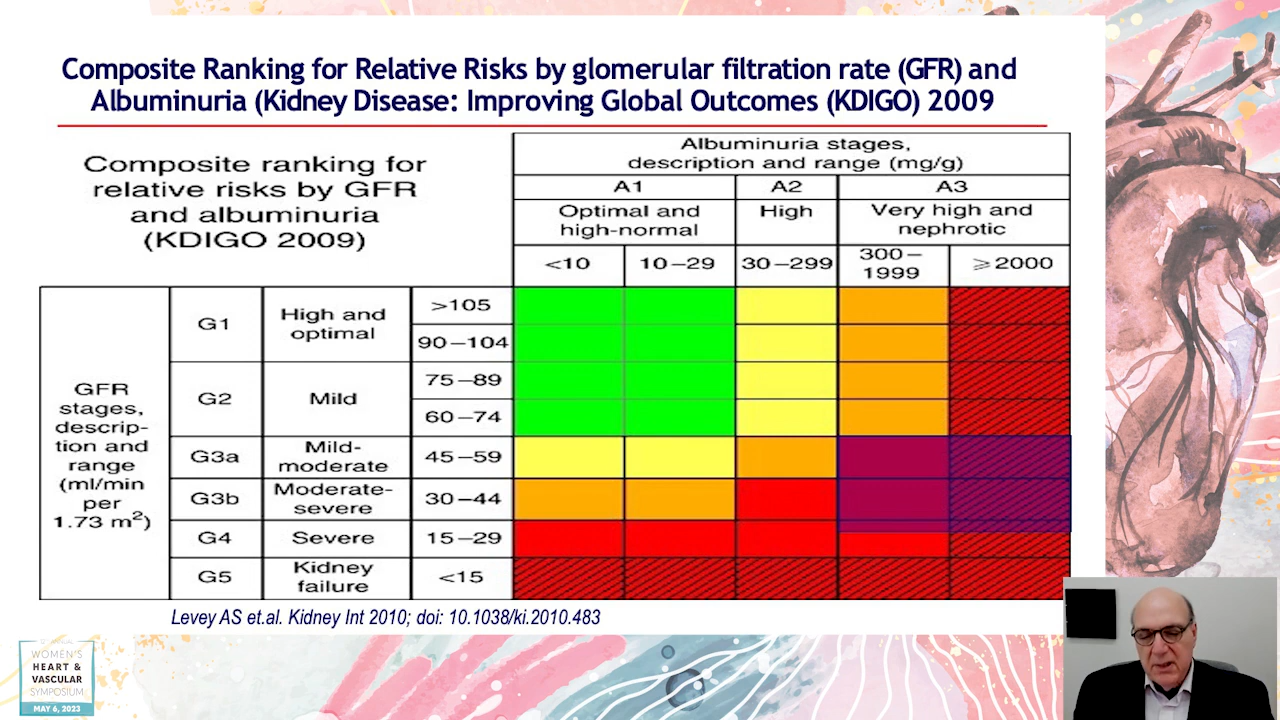 Composite Ranking for Relative Risks by glomerular filtration rate (GFR) and
Albuminuria (Kidney Disease: Improving Global Outcomes (KDIGO) 2009
Composite ranking for
relative risks by GFR
and albuminuria
(KDIGO 2009)
Albuminuria stages,
description and range (mg/g)
A1
A2
A3
Optimal and
high-normal
High
Very high and
nephrotic
<10
10–29
30–299
300–
1999
⩾2000
GFR
stages,
descrip-
tion and
range
(ml/min
per
1.73 m²)
G1
High and
optimal
>105
90–104
G2
Mild
75–89
60–74
G3a
Mild-
moderate
45–59
G3b
Moderate-
severe
30–44
G4
Severe
15–29
G5
Kidney
failure
<15
Levey AS et.al. Kidney Int 2010; doi: 10.1038/ki.2010.483
WOMEN'S
HEART &
VASCULAR
SYMPOSIUM
MAY 6, 2023